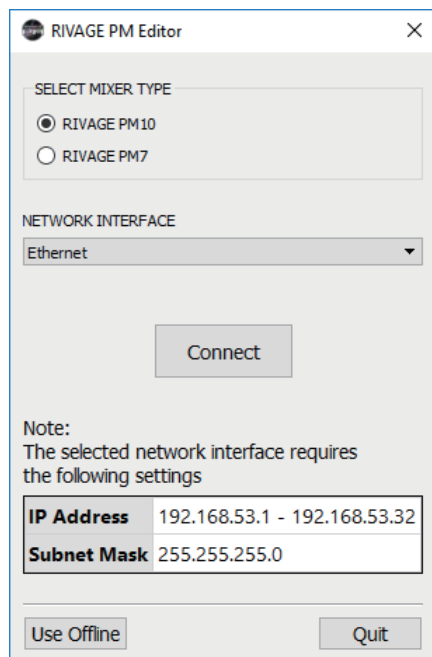 RIVAGE PM Editor
SELECT MIXER TYPE
RIVAGE PM10
RIVAGE PM7
NETWORK INTERFACE
Ethernet
Connect
Note:
The selected network interface requires
the following settings
IP Address 192.168.53.1 - 192.168.53.32
Subnet Mask 255.255.255.0
Use Offline Quit